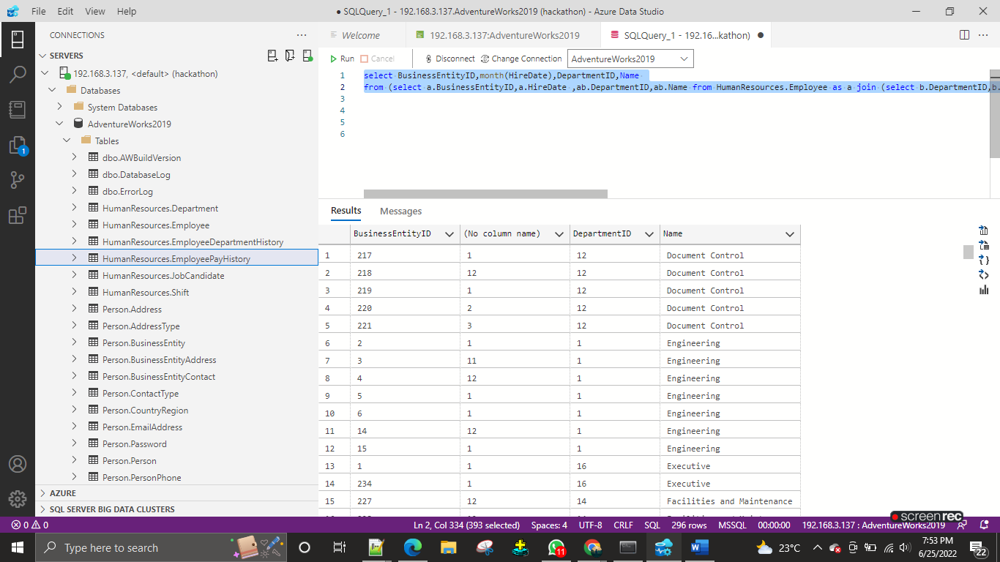 File Edit View Help
● SQLQuery_1 - 192.168.3.137.AdventureWorks2019 (hackathon) - Azure Data Studio
CONNECTIONS
SERVERS
192.168.3.137, <default> (hackathon)
Databases
System Databases
AdventureWorks2019
Tables
dbo.AWBuildVersion
dbo.DatabaseLog
dbo.ErrorLog
HumanResources.Department
HumanResources.Employee
HumanResources.EmployeeDepartmentHistory
HumanResources.EmployeePayHistory
HumanResources.JobCandidate
HumanResources.Shift
Person.Address
Person.AddressType
Person.BusinessEntity
Person.BusinessEntityAddress
Person.BusinessEntityContact
Person.ContactType
Person.CountryRegion
Person.EmailAddress
Person.Password
Person.Person
Person.PersonPhone
AZURE
SQL SERVER BIG DATA CLUSTERS
1
Welcome 192.168.3.137:AdventureWorks2019 SQLQuery_1 - 192.16...kathon) ●
Run Cancel Disconnect Change Connection AdventureWorks2019
1 select BusinessEntityID,month(HireDate),DepartmentID,Name
2 from (select a.BusinessEntityID,a.HireDate ,ab.DepartmentID,ab.Name from HumanResources.Employee as a join (select b.DepartmentID,b.
3
4
5
6
Results Messages
BusinessEntityID (No column name) DepartmentID Name
1 217 1 12 Document Control
2 218 12 12 Document Control
3 219 1 12 Document Control
4 220 2 12 Document Control
5 221 3 12 Document Control
6 2 1 1 Engineering
7 3 11 1 Engineering
8 4 12 1 Engineering
9 5 1 1 Engineering
10 6 1 1 Engineering
11 14 12 1 Engineering
12 15 1 1 Engineering
13 1 1 16 Executive
14 234 1 16 Executive
15 227 12 14 Facilities and Maintenance
screenrec
0 0 Ln 2, Col 334 (393 selected) Spaces: 4 UTF-8 CRLF SQL 296 rows MSSQL 00:00:00 192.168.3.137 : AdventureWorks2019
Type here to search 11 23°C 7:53 PM
6/25/2022
22